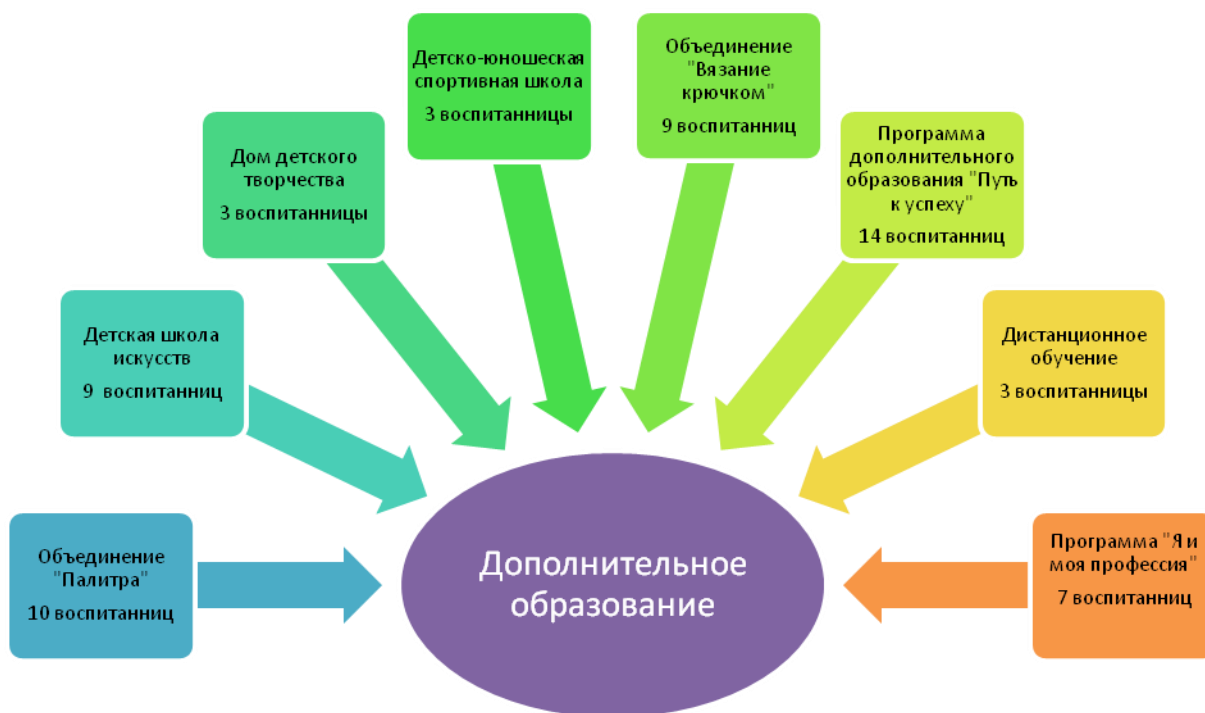 Детско-юношеская
спортивная школа
3 воспитанницы
Объединение
"Вязание
крючком"
9 воспитанниц
Дом детского
творчества
3 воспитанницы
Программа
дополнительного
образования "Путь
к успеху"
14 воспитанниц
Детская школа
искусств
9 воспитанниц
Дистанционное
обучение
3 воспитанницы
Объединение
"Палитра"
10 воспитанниц
Дополнительное
образование
Программа "Я и
моя профессия"
7 воспитанниц